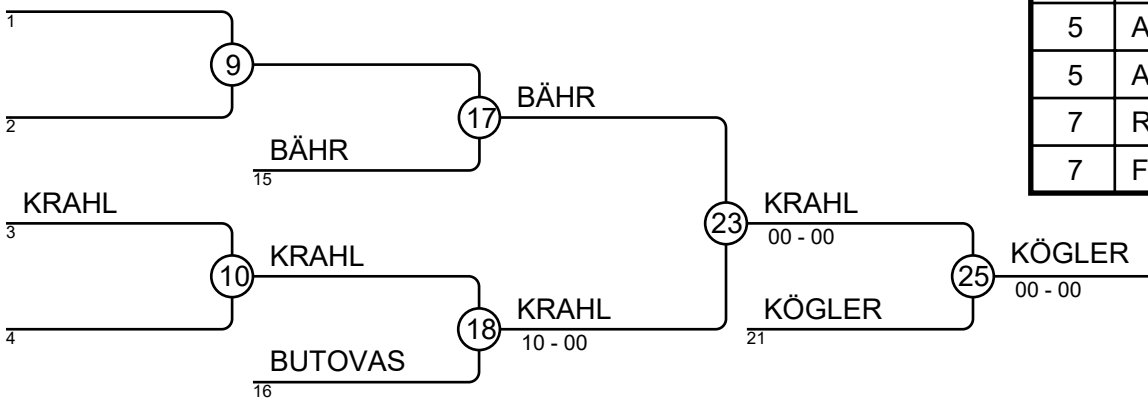 1
5 A
9
5 A
BÄHR
17
2
7 R
BÄHR
15
7 F
KRAHL
KRAHL
3
23
00 - 00
KRAHL
KÖGLER
10
25
00 - 00
KRAHL
KÖGLER
4
18
10 - 00
21
BUTOVAS
16